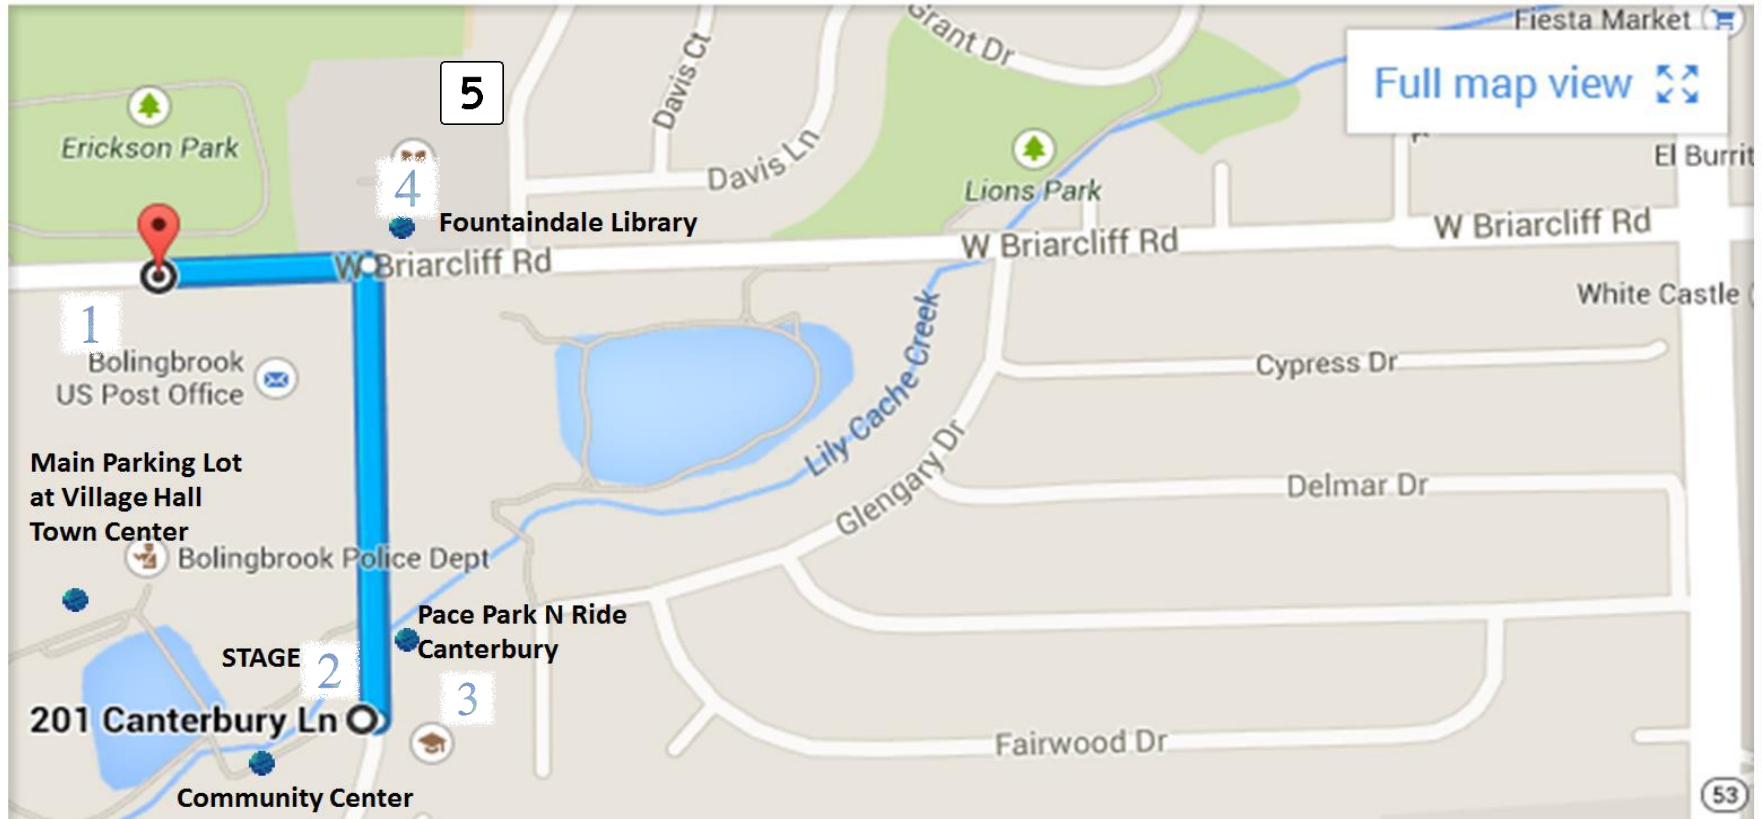 Fiesta Market
Grant Dr
Full map view
Davis Ct
5
Erickson Park
Davis Ln
El Burrit
4
Lions Park
Fountaindale Library
W Briarcliff Rd
W Briarcliff Rd
W Briarcliff Rd
1
White Castle
Bolingbrook
US Post Office
Lily Cache Creek
Cypress Dr
Main Parking Lot
at Village Hall
Town Center
Glengary Dr
Delmar Dr
Bolingbrook Police Dept
Pace Park N Ride
Canterbury
STAGE
2
3
201 Canterbury Ln
Fairwood Dr
Community Center
53